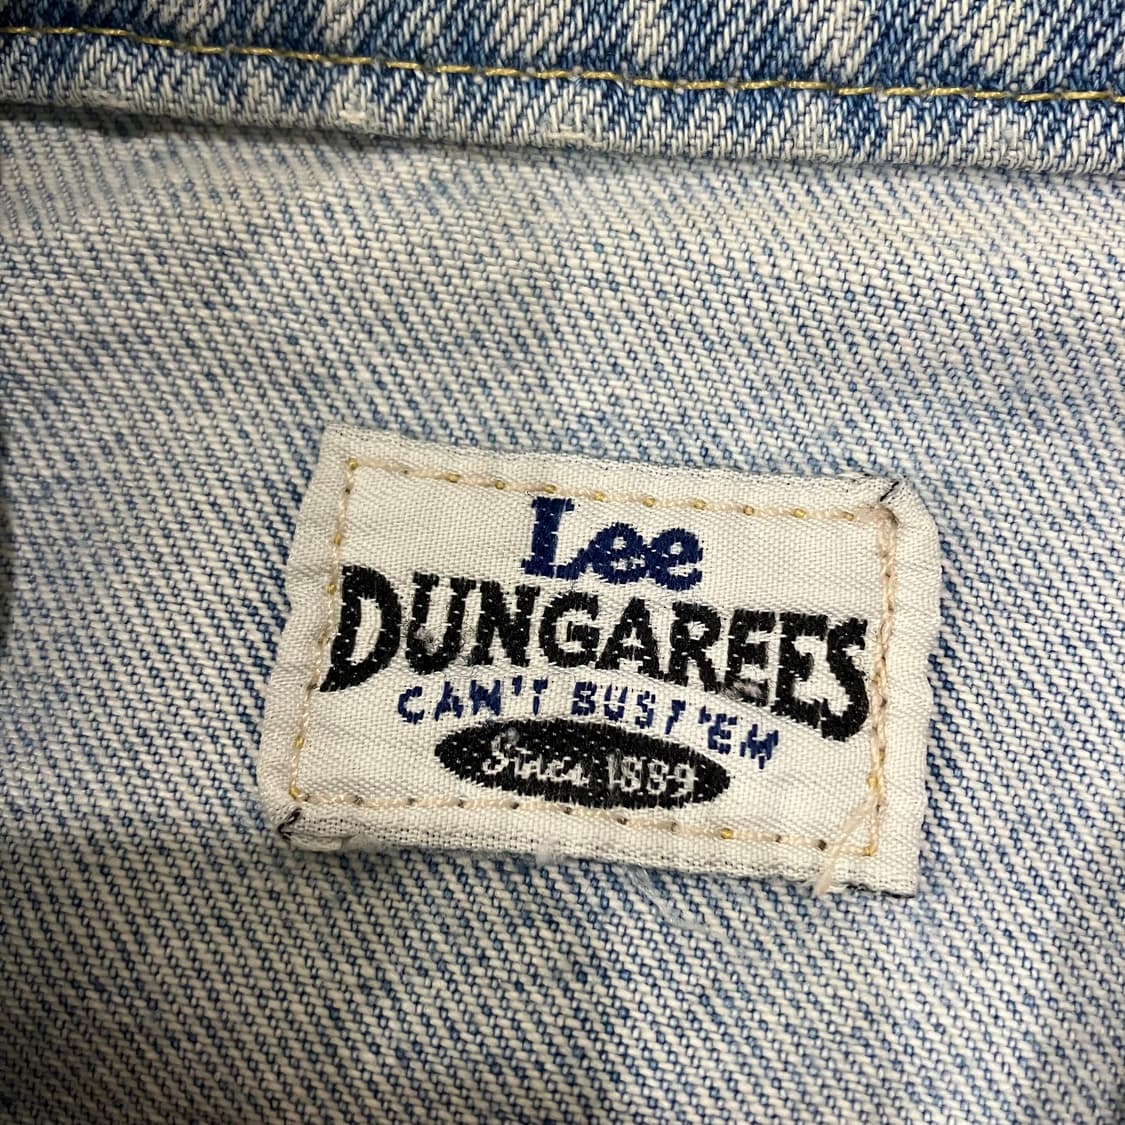 Lee
DUNGAREES
CAN'T BUST 'EM
Since 1889